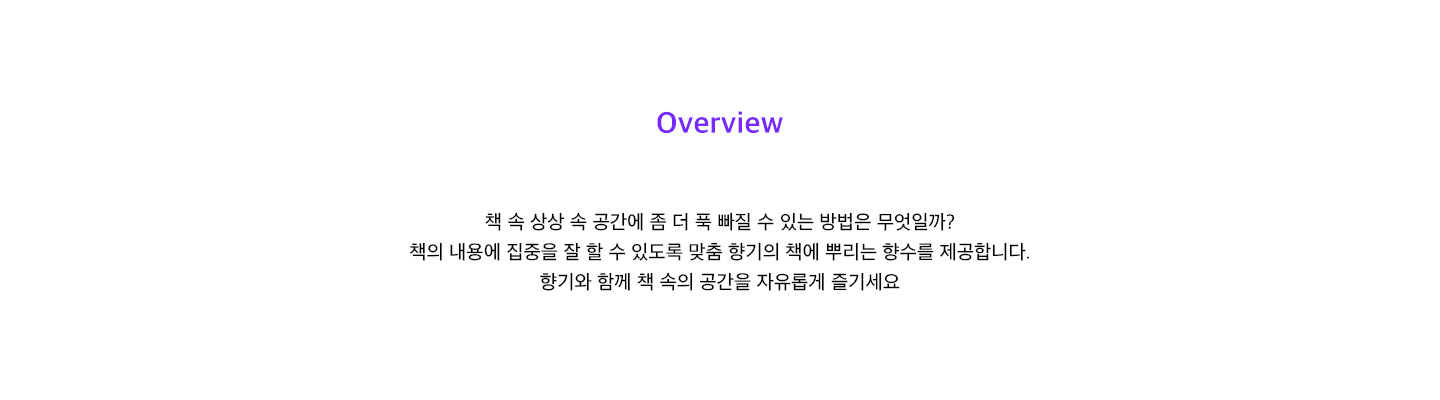 Overview
책 속 상상 속 공간에 좀 더 푹 빠질 수 있는 방법은 무엇일까?
책의 내용에 집중을 잘 할 수 있도록 맞춤 향기의 책에 뿌리는 향수를 제공합니다.
향기와 함께 책 속의 공간을 자유롭게 즐기세요